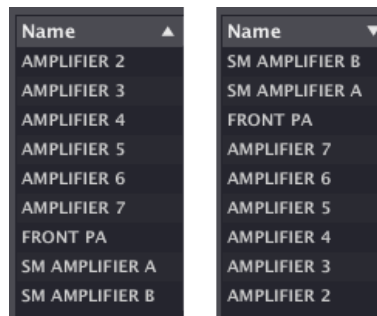 Name ▲
AMPLIFIER 2
AMPLIFIER 3
AMPLIFIER 4
AMPLIFIER 5
AMPLIFIER 6
AMPLIFIER 7
FRONT PA
SM AMPLIFIER A
SM AMPLIFIER B
Name ▼
SM AMPLIFIER B
SM AMPLIFIER A
FRONT PA
AMPLIFIER 7
AMPLIFIER 6
AMPLIFIER 5
AMPLIFIER 4
AMPLIFIER 3
AMPLIFIER 2